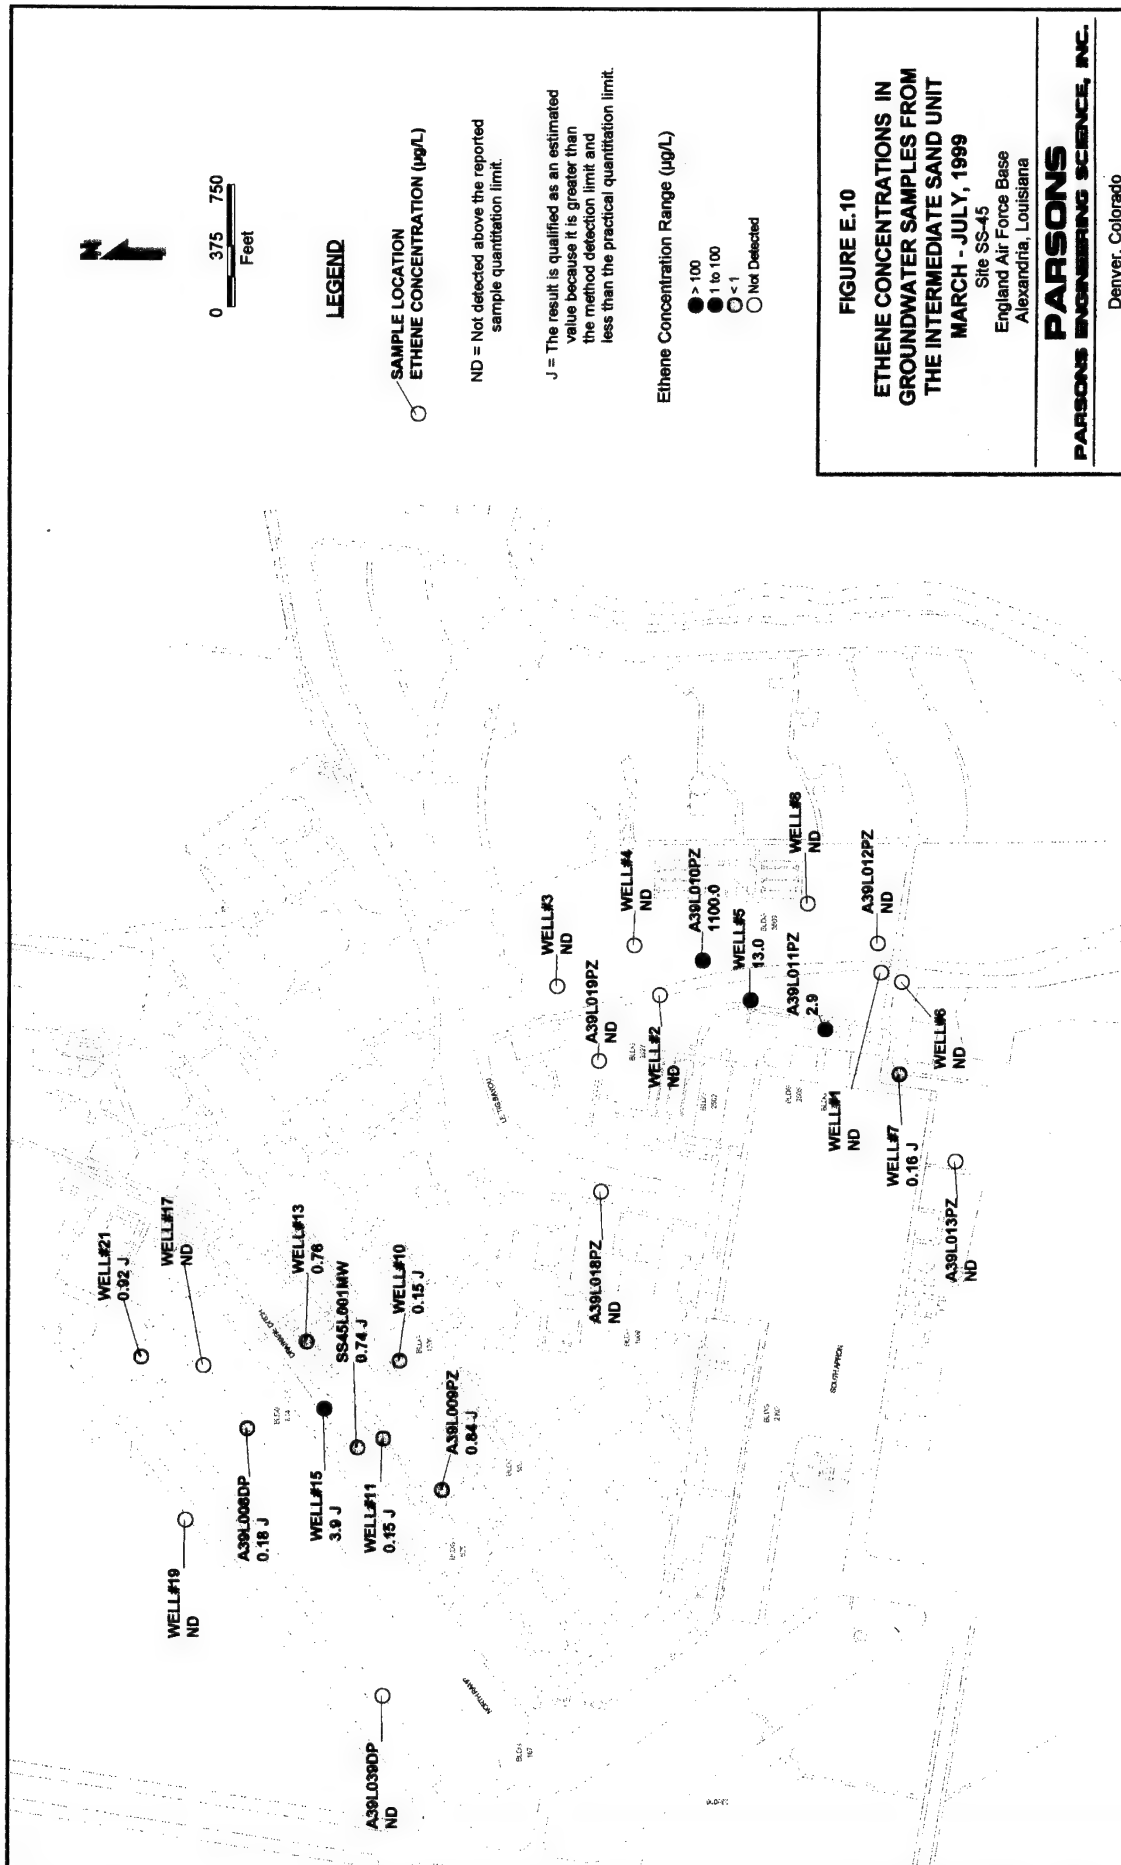 N
0 375 750
Feet
LEGEND
SAMPLE LOCATION
ETHENE CONCENTRATION (µg/L)
ND = Not detected above the reported
sample quantitation limit.
J = The result is qualified as an estimated
value because it is greater than
the method detection limit and
less than the practical quantitation limit.
Ethene Concentration Range (µg/L)
> 100
1 to 100
< 1
Not Detected
FIGURE E.10
ETHENE CONCENTRATIONS IN
GROUNDWATER SAMPLES FROM
THE INTERMEDIATE SAND UNIT
MARCH - JULY, 1999
Site SS-45
England Air Force Base
Alexandria, Louisiana
PARSONS
PARSONS ENGINEERING SCIENCE, INC.
Denver, Colorado
WELL#21
0.92 J
WELL#17
ND
WELL#13
0.76
SS45L001MW
0.74 J
WELL#10
0.15 J
A39L009PZ
0.84 J
WELL#11
0.15 J
WELL#15
3.9 J
A39L008DP
0.18 J
WELL#19
ND
A39L039DP
ND
WELL#3
ND
A39L019PZ
ND
WELL#4
ND
WELL#2
ND
A39L010PZ
1100.0
WELL#5
13.0
A39L011PZ
2.9
WELL#8
ND
A39L012PZ
ND
WELL#6
ND
WELL#1
ND
WELL#7
0.16 J
A39L013PZ
ND
A39L018PZ
ND
DRAINAGE DITCH
LITTLE BAYOU
NORTH RAMP
SOUTH APRON